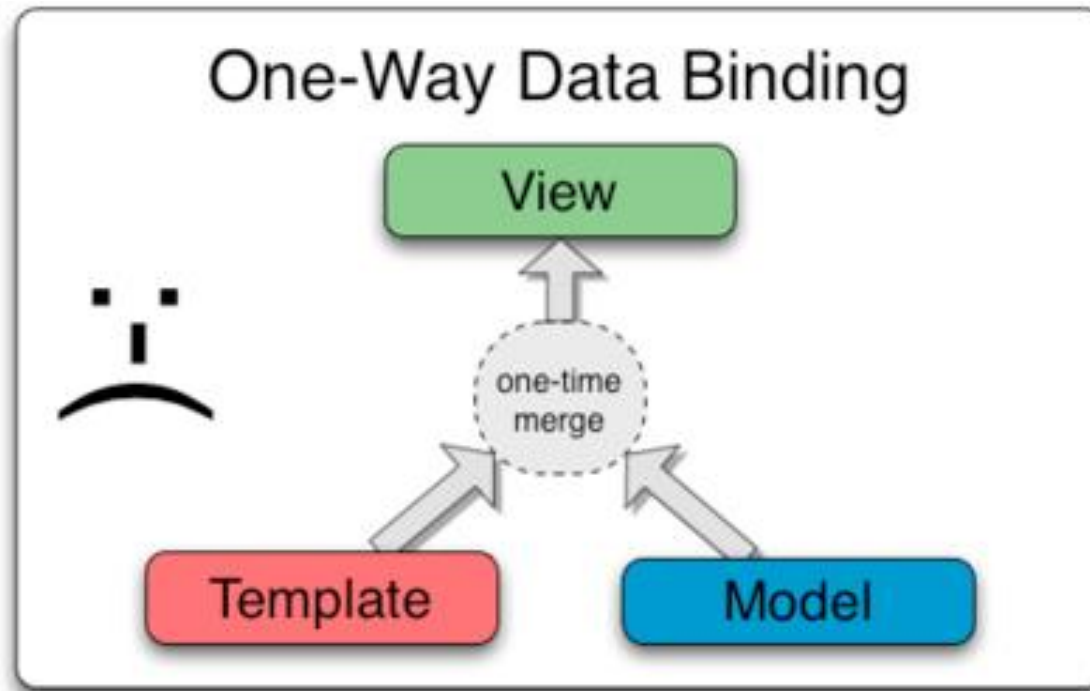 One-Way Data Binding
View
one-time
merge
Template
Model